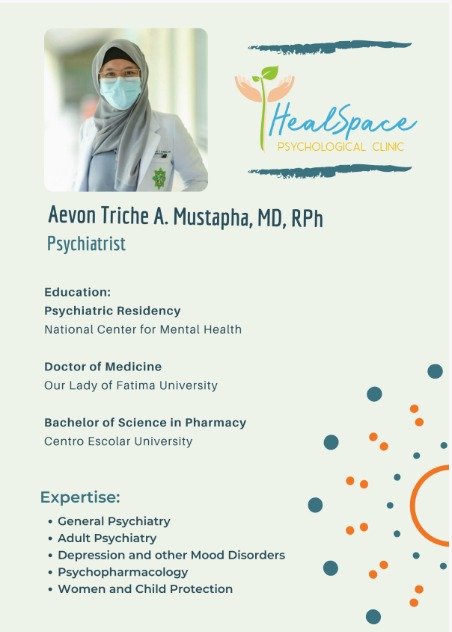 HealSpace
PSYCHOLOGICAL CLINIC
Aevon Triche A. Mustapha, MD, RPh
Psychiatrist
Education:
Psychiatric Residency
National Center for Mental Health
Doctor of Medicine
Our Lady of Fatima University
Bachelor of Science in Pharmacy
Centro Escolar University
Expertise:
• General Psychiatry
• Adult Psychiatry
• Depression and other Mood Disorders
• Psychopharmacology
• Women and Child Protection